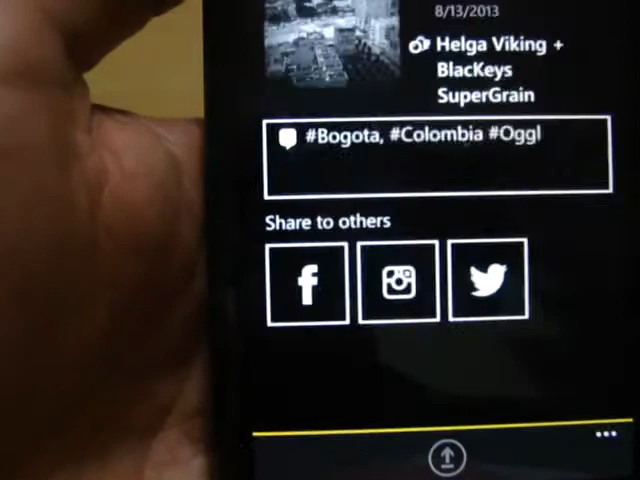 8/13/2013
Helga Viking +
BlacKeys
SuperGrain
#Bogota, #Colombia #Oggl
Share to others